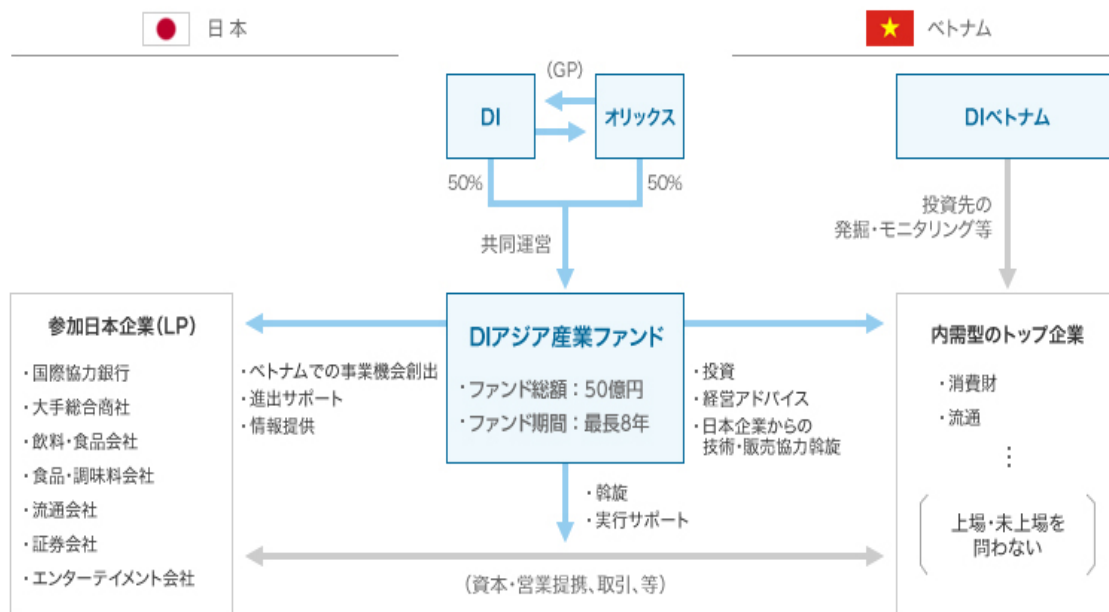 日本
ベトナム
(GP)
DI
オリックス
DIベトナム
50%
50%
共同運営
投資先の
発掘・モニタリング等
参加日本企業(LP)
・国際協力銀行
・大手総合商社
・飲料・食品会社
・食品・調味料会社
・流通会社
・証券会社
・エンターテイメント会社
・ベトナムでの事業機会創出
・進出サポート
・情報提供
DIアジア産業ファンド
・ファンド総額：50億円
・ファンド期間：最長8年
・投資
・経営アドバイス
・日本企業からの
技術・販売協力斡旋
内需型のトップ企業
・消費財
・流通
⋮
上場・未上場を
問わない
・斡旋
・実行サポート
(資本・営業提携、取引、等)